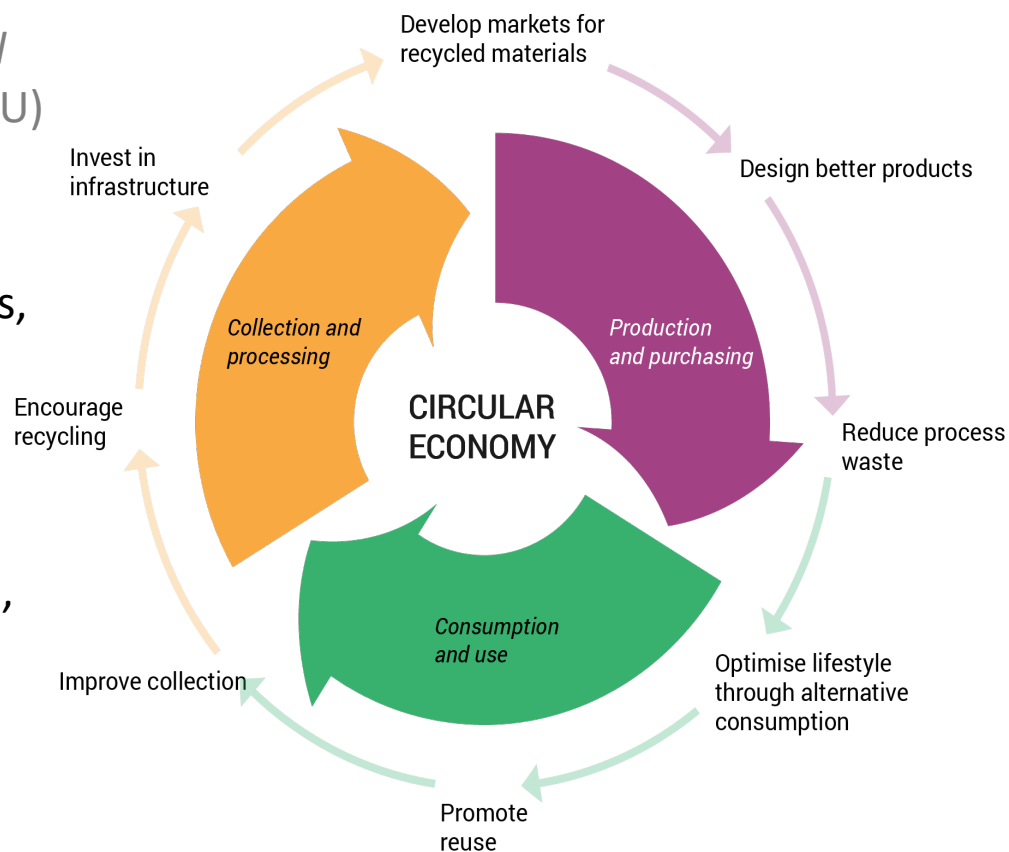 U)
s,
,
Develop markets for
recycled materials
Design better products
Reduce process
waste
Optimise lifestyle
through alternative
consumption
Promote
reuse
Improve collection
Encourage
recycling
Invest in
infrastructure
Collection and
processing
Production
and purchasing
Consumption
and use
CIRCULAR
ECONOMY